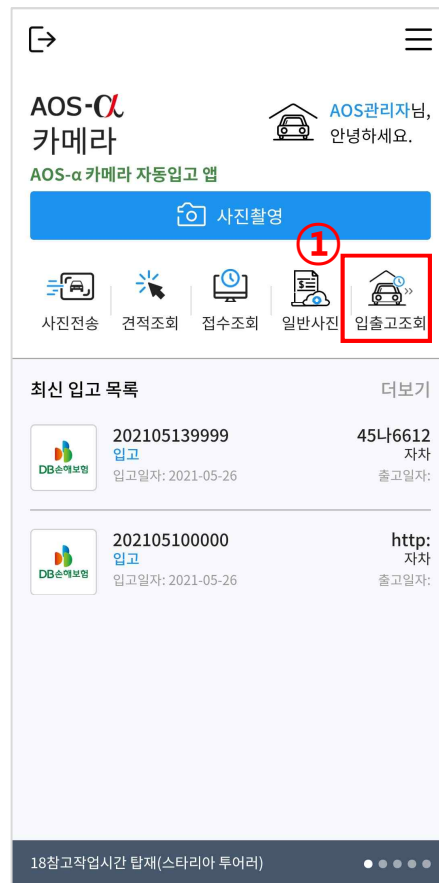 AOS-α
카메라
AOS관리자님,
안녕하세요.
AOS-α 카메라 자동입고 앱
사진촬영
①
사진전송
견적조회
접수조회
일반사진
입출고조회
최신 입고 목록
더보기
DB손해보험
202105139999
입고
입고일자: 2021-05-26
45나6612
자차
출고일자:
DB손해보험
202105100000
입고
입고일자: 2021-05-26
http:
자차
출고일자:
18참고작업시간 탑재(스타리아 투어러)